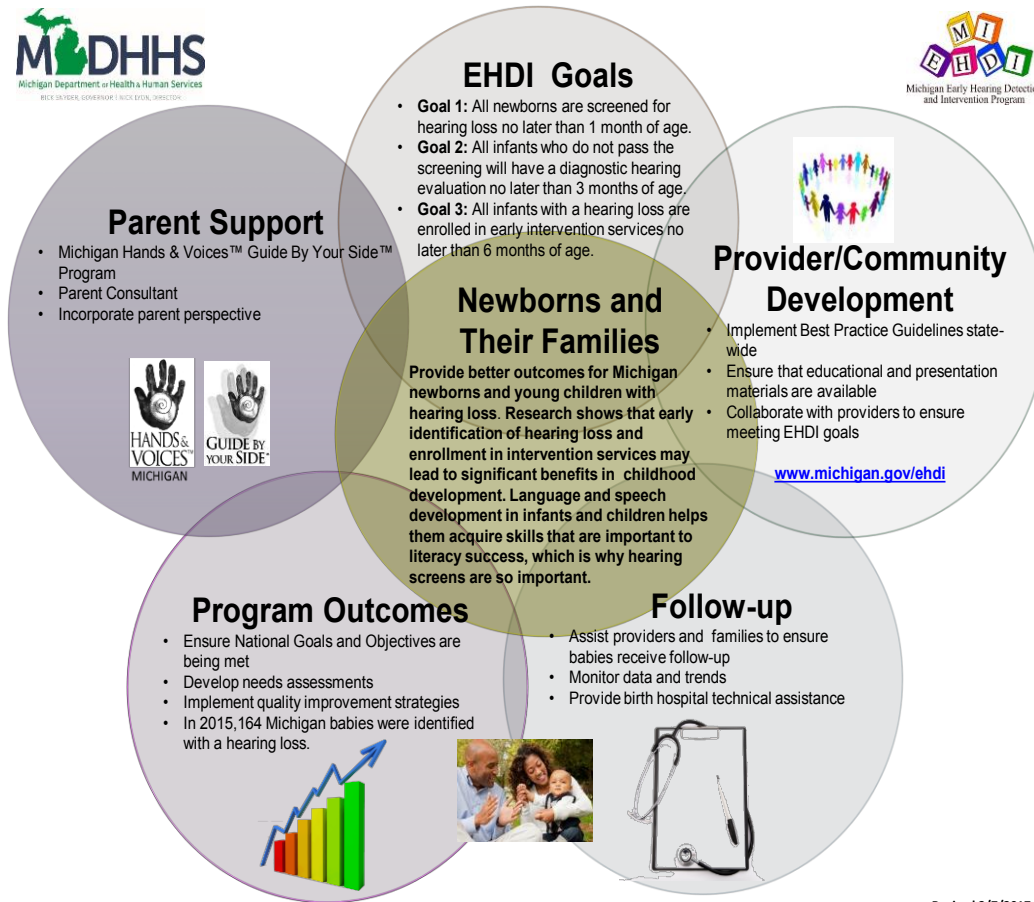 MDHHS
Michigan Department of Health & Human Services
RICK SNYDER, GOVERNOR | NICK LYON, DIRECTOR
MI
EHDI
Michigan Early Hearing Detectio
and Intervention Program
EHDI Goals
• Goal 1: All newborns are screened for
hearing loss no later than 1 month of age.
• Goal 2: All infants who do not pass the
screening will have a diagnostic hearing
evaluation no later than 3 months of age.
• Goal 3: All infants with a hearing loss are
enrolled in early intervention services no
later than 6 months of age.
Parent Support
• Michigan Hands & Voices™ Guide By Your Side™
Program
• Parent Consultant
• Incorporate parent perspective
HANDS &
VOICES™
MICHIGAN
GUIDE BY
YOUR SIDE™
Provider/Community
Development
• Implement Best Practice Guidelines state-
wide
• Ensure that educational and presentation
materials are available
• Collaborate with providers to ensure
meeting EHDI goals
www.michigan.gov/ehdi
Newborns and
Their Families
Provide better outcomes for Michigan
newborns and young children with
hearing loss. Research shows that early
identification of hearing loss and
enrollment in intervention services may
lead to significant benefits in childhood
development. Language and speech
development in infants and children helps
them acquire skills that are important to
literacy success, which is why hearing
screens are so important.
Program Outcomes
• Ensure National Goals and Objectives are
being met
• Develop needs assessments
• Implement quality improvement strategies
• In 2015,164 Michigan babies were identified
with a hearing loss.
Follow-up
• Assist providers and families to ensure
babies receive follow-up
• Monitor data and trends
• Provide birth hospital technical assistance